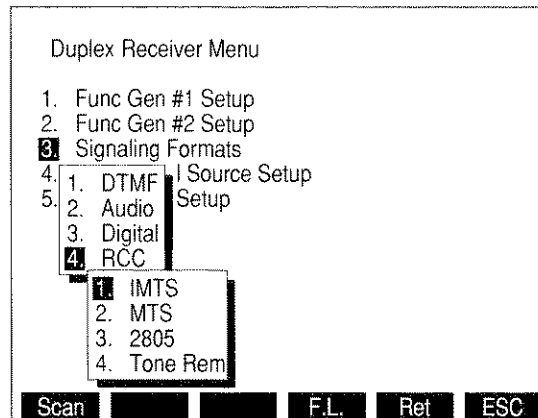 Duplex Receiver Menu
1. Func Gen #1 Setup
2. Func Gen #2 Setup
3. Signaling Formats
4. l Source Setup
5. Setup
1. DTMF
2. Audio
3. Digital
4. RCC
1. IMTS
2. MTS
3. 2805
4. Tone Rem
Scan F.L. Ret ESC